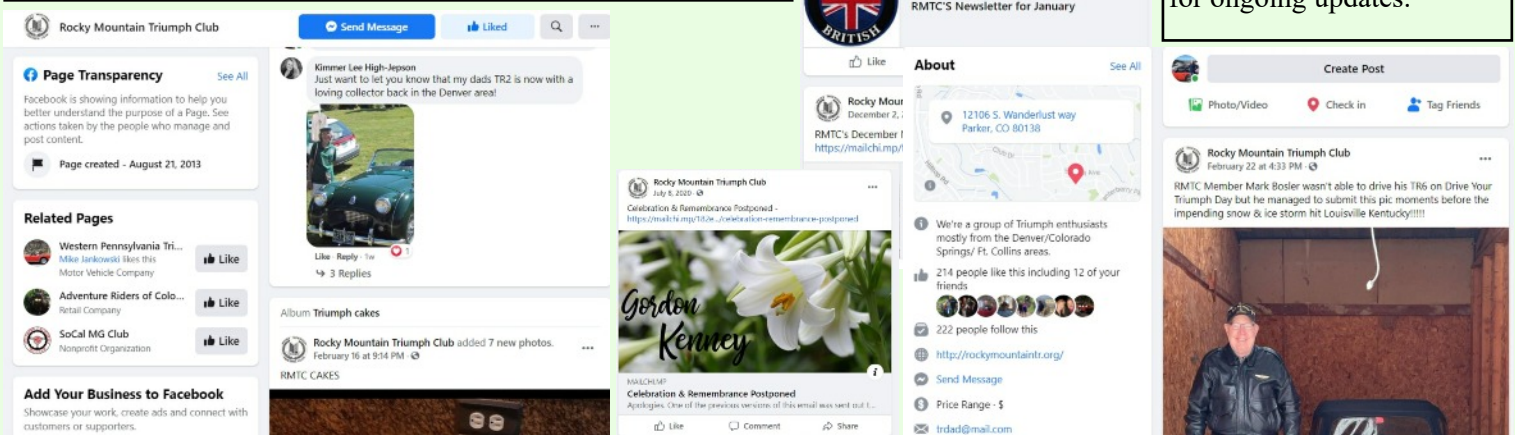 Rocky Mountain Triumph Club
Send Message
Liked
Page Transparency
See All
Facebook is showing information to help you
better understand the purpose of a Page. See
actions taken by the people who manage and
post content.
Page created - August 21, 2013
Related Pages
Western Pennsylvania Tri...
Mike Jankowski likes this
Motor Vehicle Company
Like
Adventure Riders of Colo...
Retail Company
Like
SoCal MG Club
Nonprofit Organization
Like
Add Your Business to Facebook
Showcase your work, create ads and connect with
customers or supporters.
Kimmer Lee High-Jepson
Just want to let you know that my dads TR2 is now with a
loving collector back in the Denver area!
Like · Reply · 1w
1
3 Replies
Album Triumph cakes
Rocky Mountain Triumph Club added 7 new photos.
February 16 at 9:14 PM ·
RMTC CAKES
Rocky Mountain Triumph Club
July 6, 2020 ·
Celebration & Remembrance Postponed -
https://mailchi.mp/182e.../celebration-remembrance-postponed
Gordon
Kenney
MAILCHI.MP
Celebration & Remembrance Postponed
Apologies. One of the previous versions of this email was sent out t...
Like
Comment
Share
BRITISH
Like
Rocky Mour
December 2, 2
RMTC's December
https://mailchi.mp/
RMTC'S Newsletter for January
About
See All
12106 S. Wanderlust way
Parker, CO 80138
We're a group of Triumph enthusiasts
mostly from the Denver/Colorado
Springs/ Ft. Collins areas.
214 people like this including 12 of your
friends
222 people follow this
http://rockymountaintr.org/
Send Message
Price Range · $
trdad@mail.com
for ongoing updates.
Create Post
Photo/Video
Check in
Tag Friends
Rocky Mountain Triumph Club
February 22 at 4:33 PM ·
RMTC Member Mark Bosler wasn't able to drive his TR6 on Drive Your
Triumph Day but he managed to submit this pic moments before the
impending snow & ice storm hit Louisville Kentucky!!!!!